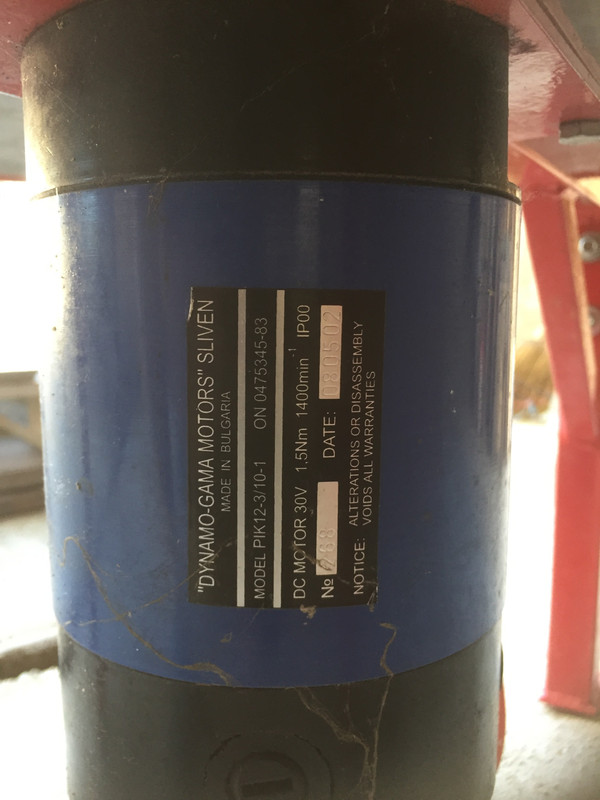 "DYNAMO-GAMA MOTORS" SLIVEN
MADE IN BULGARIA
MODEL PIK12-3/10-1 ON 0475345-83
DC MOTOR 30V 1.5Nm 1400min⁻¹ IP00
№ DATE: 030502
NOTICE: ALTERATIONS OR DISASSEMBLY
VOIDS ALL WARRANTIES